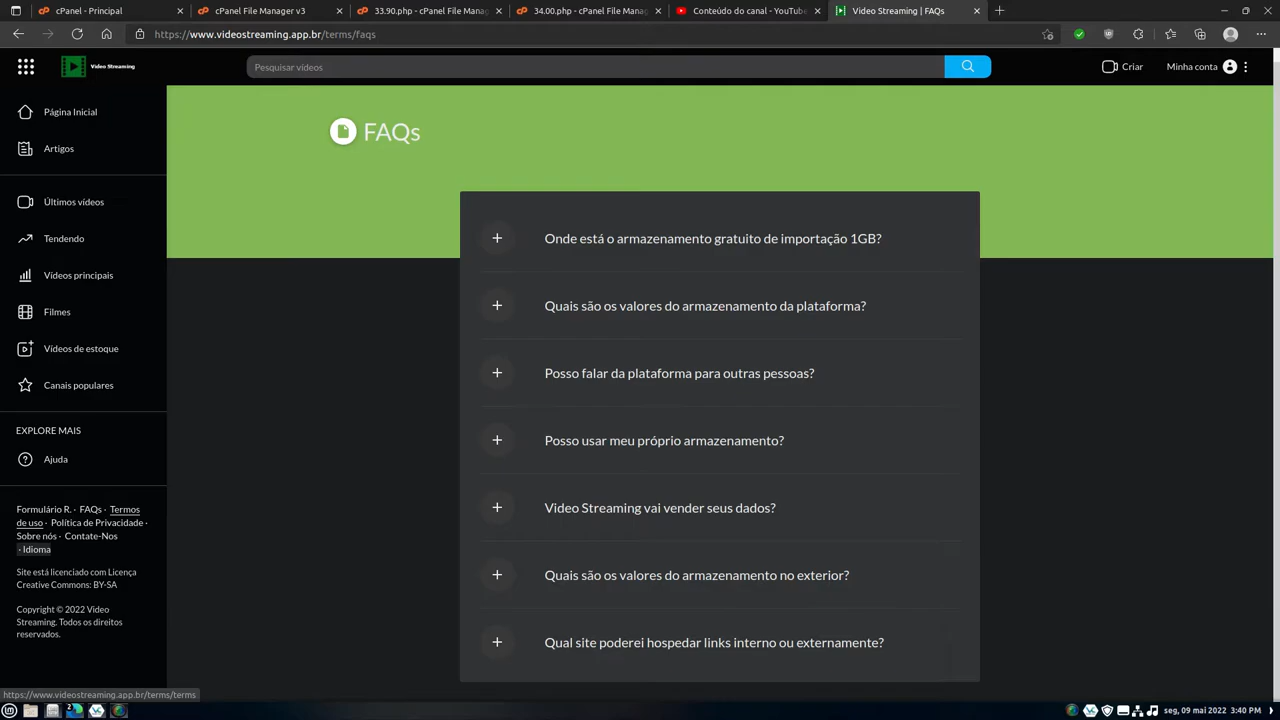 cPanel - Principal
cPanel File Manager v3
33.90.php - cPanel File Manag
34.00.php - cPanel File Manag
Conteúdo do canal - YouTube
Video Streaming | FAQs
https://www.videostreaming.app.br/terms/faqs
Video Streaming
Pesquisar vídeos
Criar
Minha conta
Página Inicial
Artigos
Últimos vídeos
Tendendo
Vídeos principais
Filmes
Vídeos de estoque
Canais populares
EXPLORE MAIS
Ajuda
Formulário R. · FAQs · Termos
de uso · Política de Privacidade ·
Sobre nós · Contate-Nos
· Idioma
Site está licenciado com Licença
Creative Commons: BY-SA
Copyright © 2022 Video
Streaming. Todos os direitos
reservados.
FAQs
Onde está o armazenamento gratuito de importação 1GB?
Quais são os valores do armazenamento da plataforma?
Posso falar da plataforma para outras pessoas?
Posso usar meu próprio armazenamento?
Video Streaming vai vender seus dados?
Quais são os valores do armazenamento no exterior?
Qual site poderei hospedar links interno ou externamente?
https://www.videostreaming.app.br/terms/terms
seg, 09 mai 2022 3:40 PM